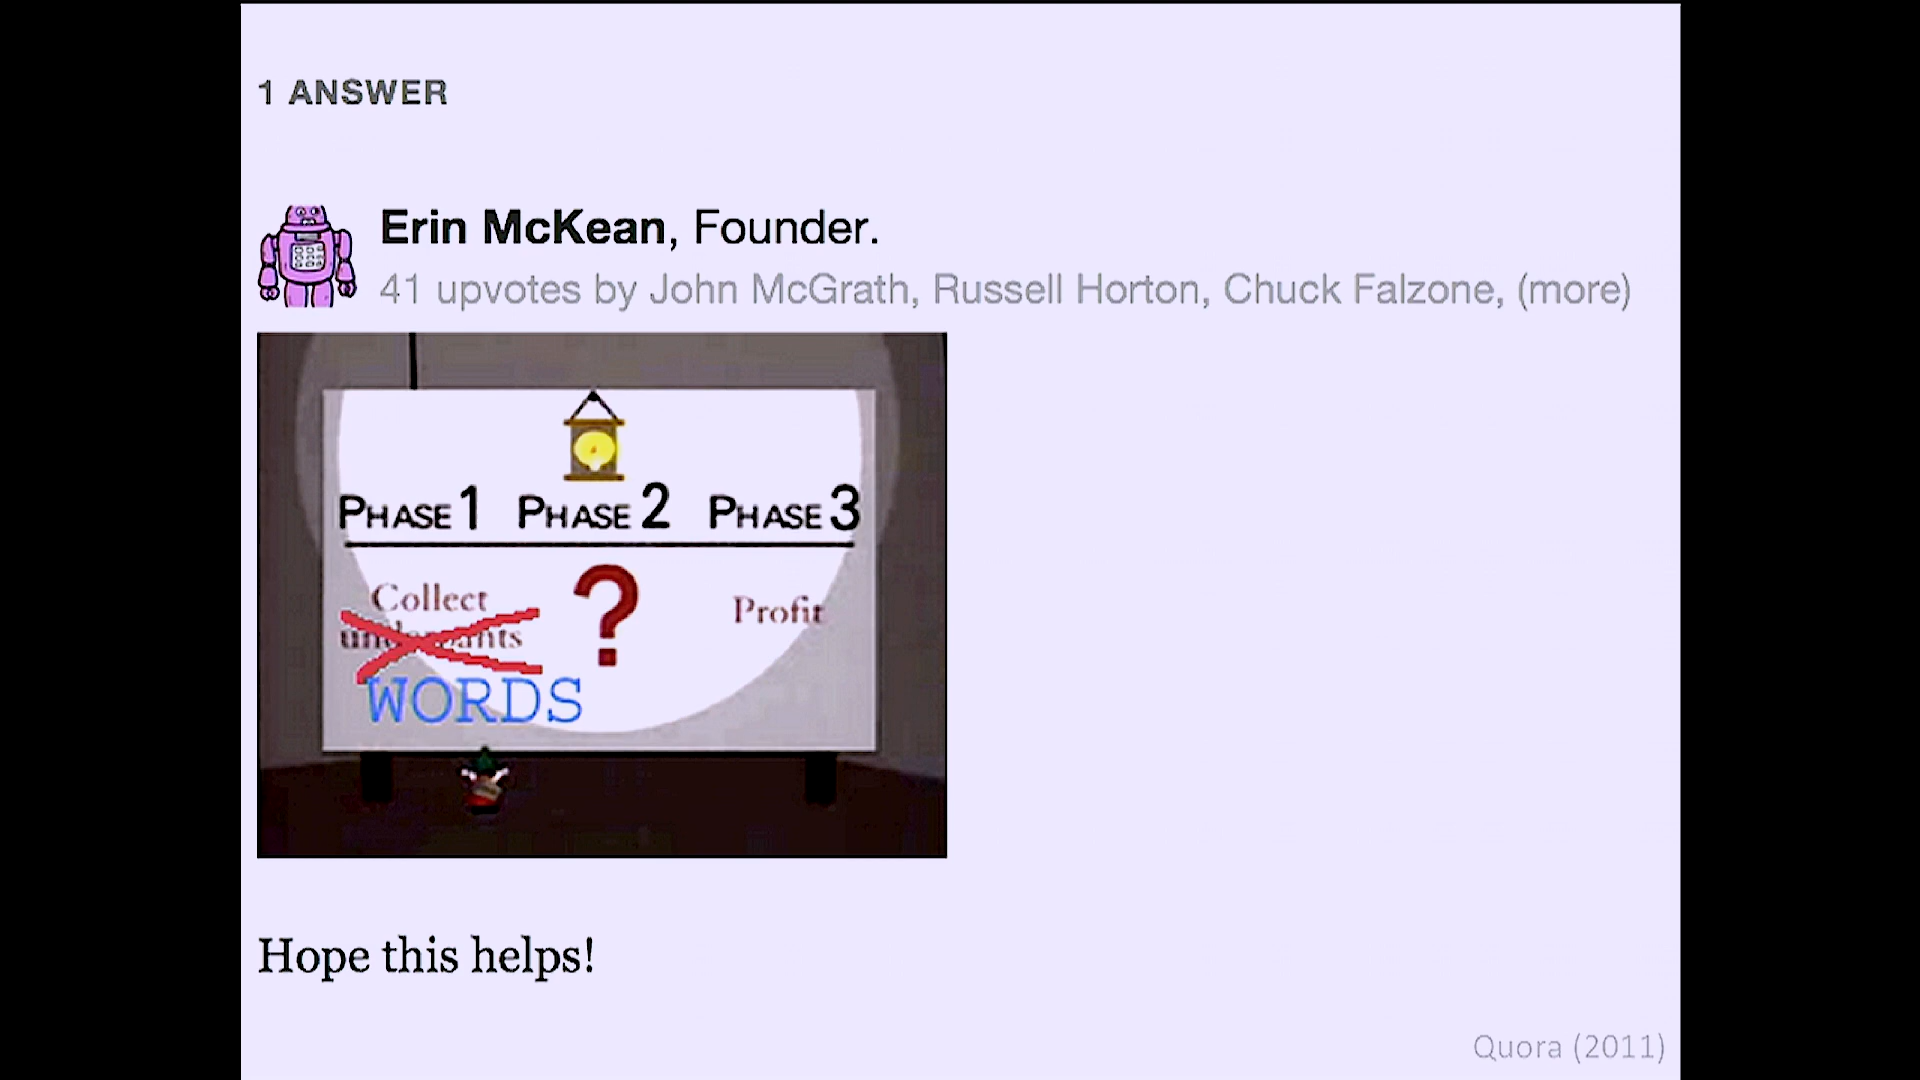 1 ANSWER
Erin McKean, Founder.
41 upvotes by John McGrath, Russell Horton, Chuck Falzone, (more)
PHASE 1 PHASE 2 PHASE 3
Collect
underpants
?
Profit
WORDS
Hope this helps!
Quora (2011)